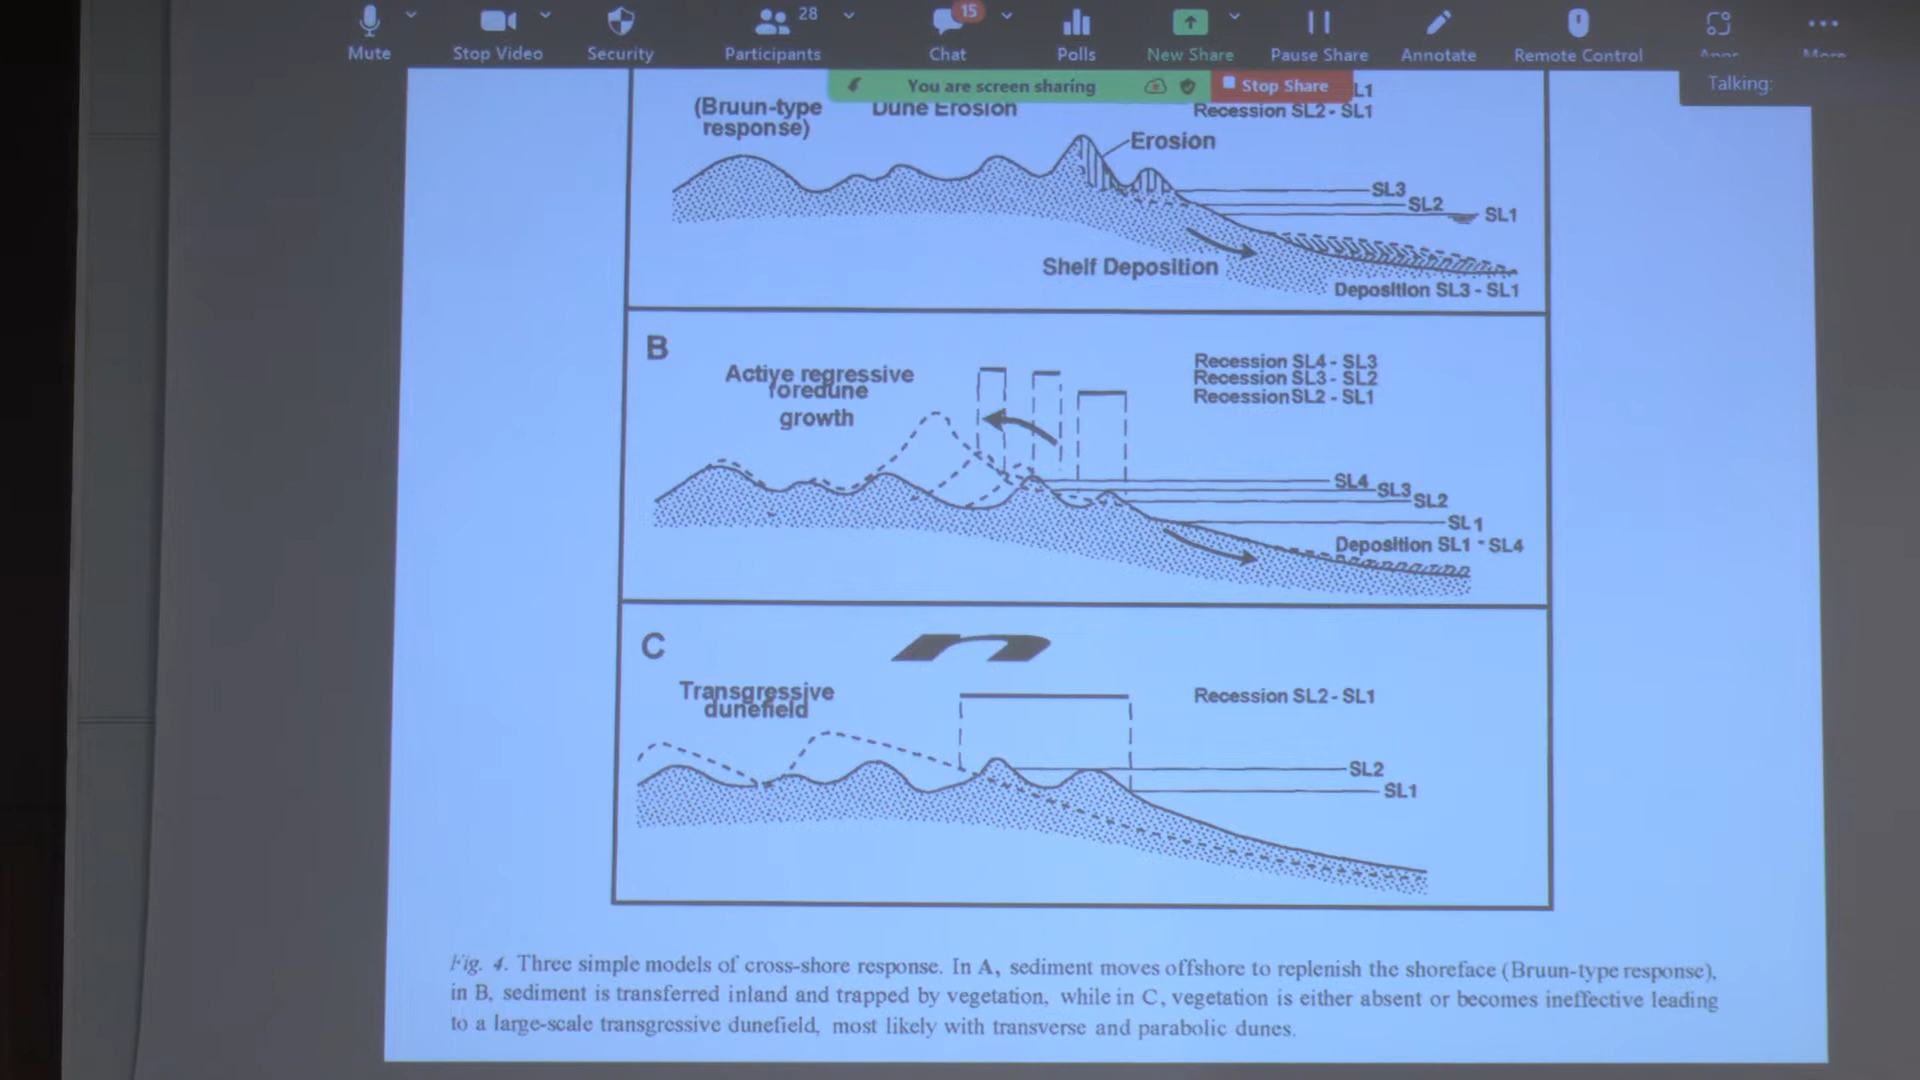 Mute
Stop Video
Security
28
Participants
15
Chat
Polls
New Share
Pause Share
Annotate
Remote Control
You are screen sharing
Stop Share
Talking:
L1
(Bruun-type
response)
Dune Erosion
Recession SL2 - SL1
Erosion
SL3
SL2
SL1
Shelf Deposition
Deposition SL3 - SL1
B
Active regressive
foredune
growth
Recession SL4 - SL3
Recession SL3 - SL2
Recession SL2 - SL1
SL4
SL3
SL2
SL1
Deposition SL1 - SL4
C
Transgressive
dunefield
Recession SL2 - SL1
SL2
SL1
Fig. 4. Three simple models of cross-shore response. In A, sediment moves offshore to replenish the shoreface (Bruun-type response),
in B, sediment is transferred inland and trapped by vegetation, while in C, vegetation is either absent or becomes ineffective leading
to a large-scale transgressive dunefield, most likely with transverse and parabolic dunes.